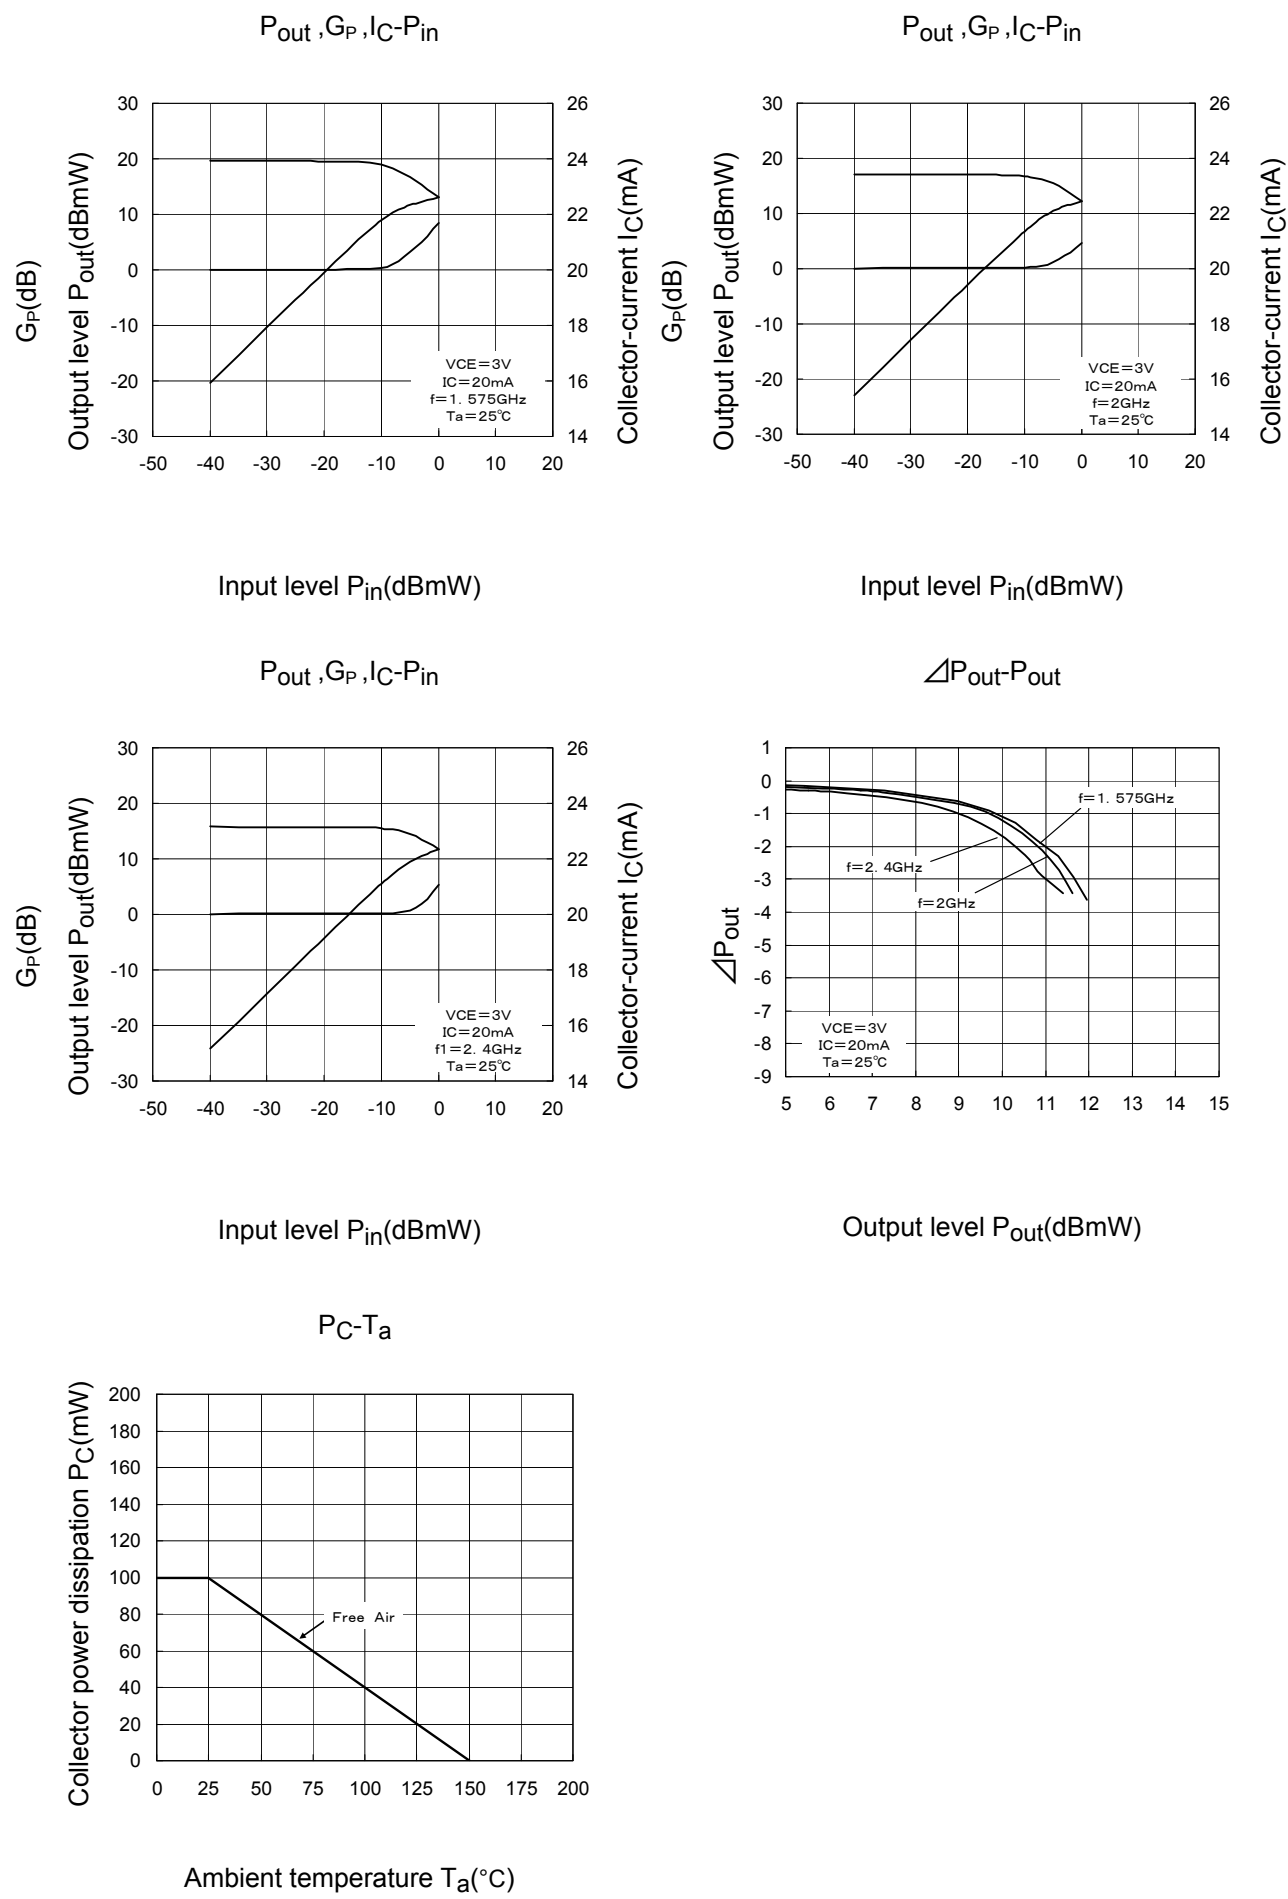 Pout ,GP ,IC-Pin
GP(dB)
Output level Pout(dBmW)
30
20
10
0
-10
-20
-30
26
24
22
20
18
16
14
Collector-current IC(mA)
VCE=3V
IC=20mA
f=1. 575GHz
Ta=25℃
-50 -40 -30 -20 -10 0 10 20
Input level Pin(dBmW)
Pout ,GP ,IC-Pin
GP(dB)
Output level Pout(dBmW)
30
20
10
0
-10
-20
-30
26
24
22
20
18
16
14
Collector-current IC(mA)
VCE=3V
IC=20mA
f=2GHz
Ta=25℃
-50 -40 -30 -20 -10 0 10 20
Input level Pin(dBmW)
Pout ,GP ,IC-Pin
GP(dB)
Output level Pout(dBmW)
30
20
10
0
-10
-20
-30
26
24
22
20
18
16
14
Collector-current IC(mA)
VCE=3V
IC=20mA
f1=2. 4GHz
Ta=25℃
-50 -40 -30 -20 -10 0 10 20
Input level Pin(dBmW)
⊿Pout-Pout
⊿Pout
1
0
-1
-2
-3
-4
-5
-6
-7
-8
-9
f=1. 575GHz
f=2. 4GHz
f=2GHz
VCE=3V
IC=20mA
Ta=25℃
5 6 7 8 9 10 11 12 13 14 15
Output level Pout(dBmW)
PC-Ta
Collector power dissipation PC(mW)
200
180
160
140
120
100
80
60
40
20
0
Free Air
0 25 50 75 100 125 150 175 200
Ambient temperature Ta(°C)